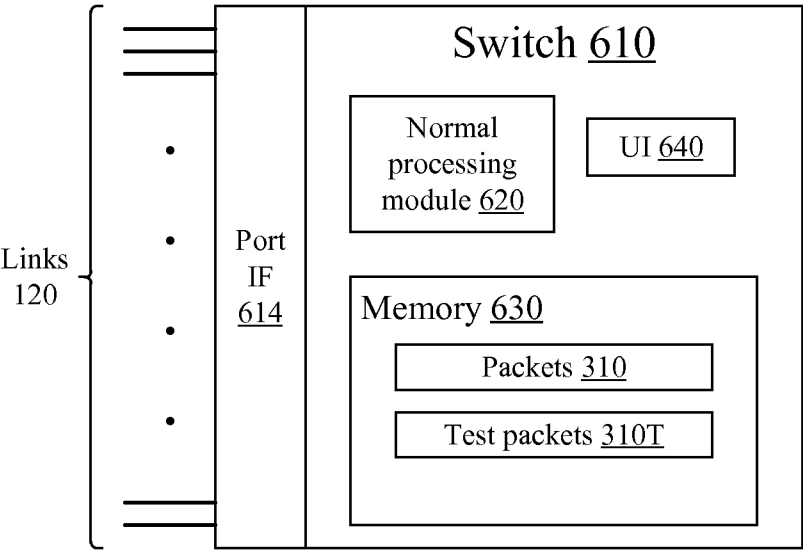 Switch 610
Normal
processing
module 620
UI 640
Links
120
Port
IF
614
Memory 630
Packets 310
Test packets 310T